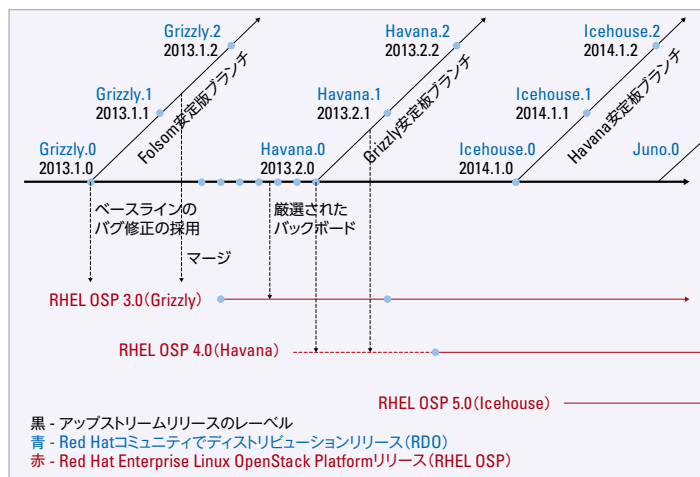 Grizzly.2
2013.1.2
Grizzly.1
2013.1.1
Grizzly.0
2013.1.0
Folsom安定版ブランチ
Havana.2
2013.2.2
Havana.1
2013.2.1
Havana.0
2013.2.0
Grizzly安定板ブランチ
Icehouse.2
2014.1.2
Icehouse.1
2014.1.1
Icehouse.0
2014.1.0
Havana安定板ブランチ
Juno.0
ベースラインの
バグ修正の採用
マージ
厳選された
バックボード
RHEL OSP 3.0(Grizzly)
RHEL OSP 4.0(Havana)
RHEL OSP 5.0(Icehouse)
黒 - アップストリームリリースのレーベル
青 - Red Hatコミュニティでディストリビューションリリース(RDO)
赤 - Red Hat Enterprise Linux OpenStack Platformリリース(RHEL OSP)